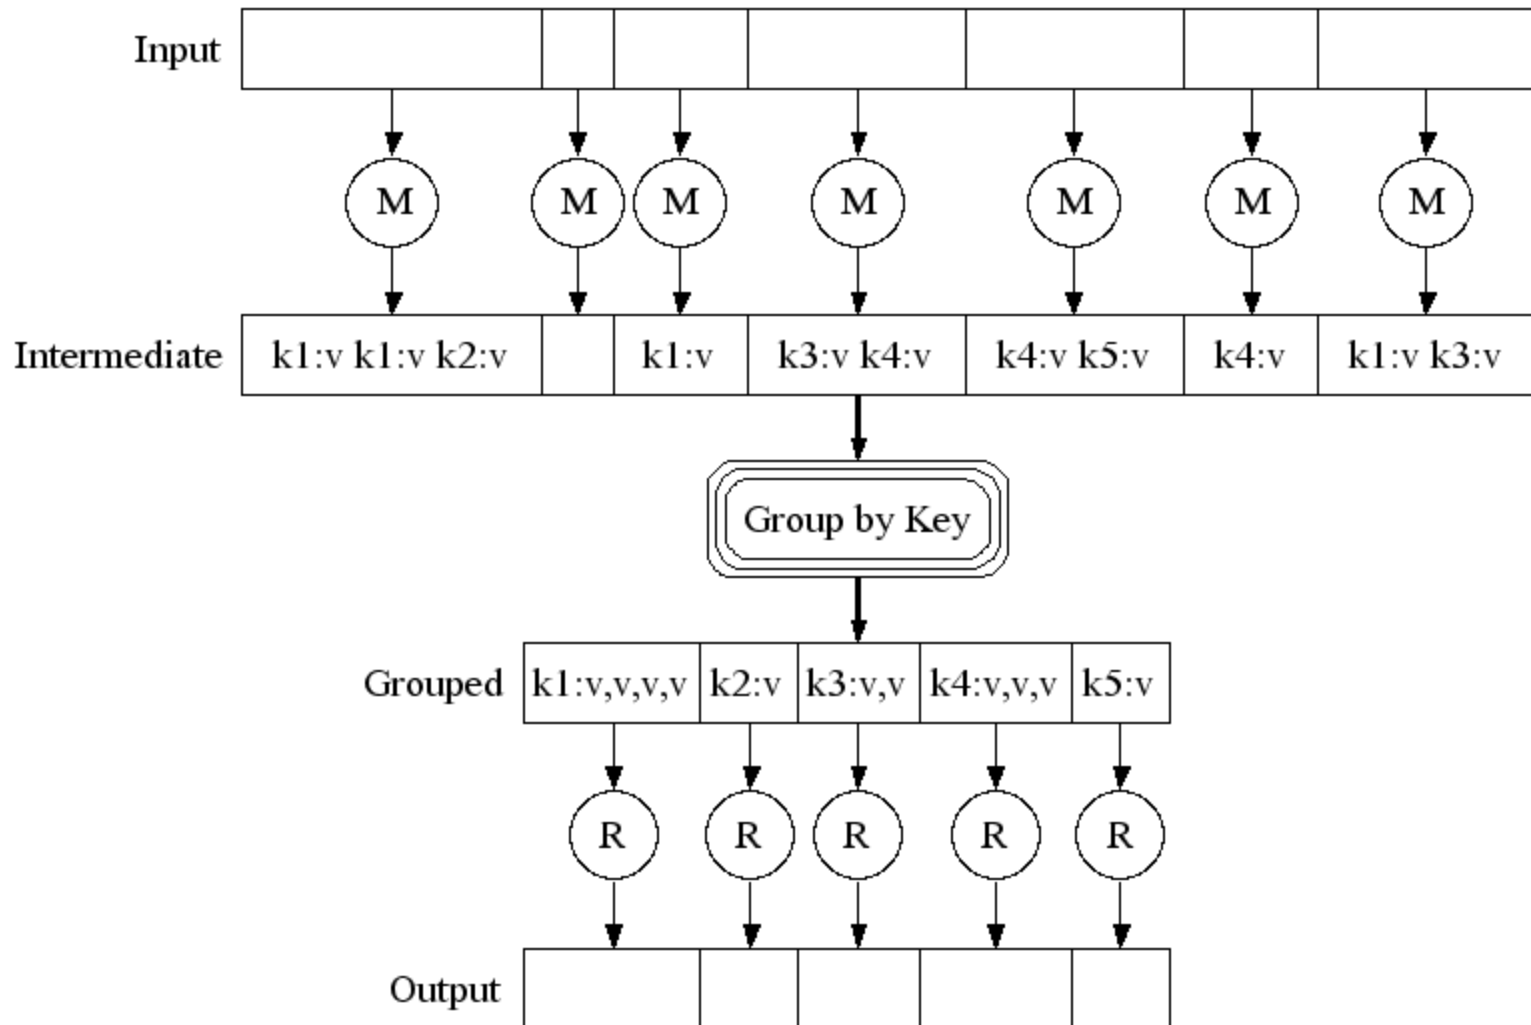 Input
M M M M M M M
Intermediate k1:v k1:v k2:v k1:v k3:v k4:v k4:v k5:v k4:v k1:v k3:v
Group by Key
Grouped k1:v,v,v,v k2:v k3:v,v k4:v,v,v k5:v
R R R R R
Output